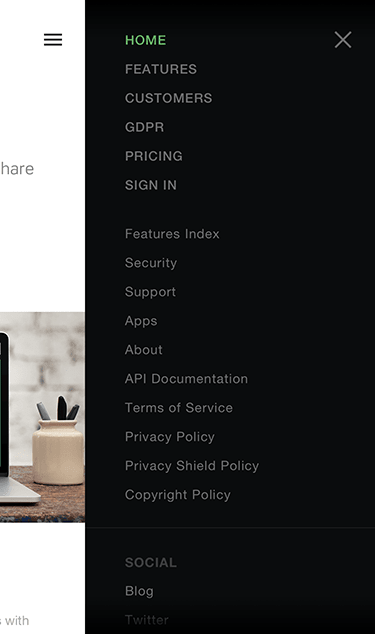 HOME
FEATURES
CUSTOMERS
GDPR
hare
PRICING
SIGN IN
Features Index
Security
Support
Apps
About
API Documentation
Terms of Service
Privacy Policy
Privacy Shield Policy
Copyright Policy
SOCIAL
Blog
Twitter
s with